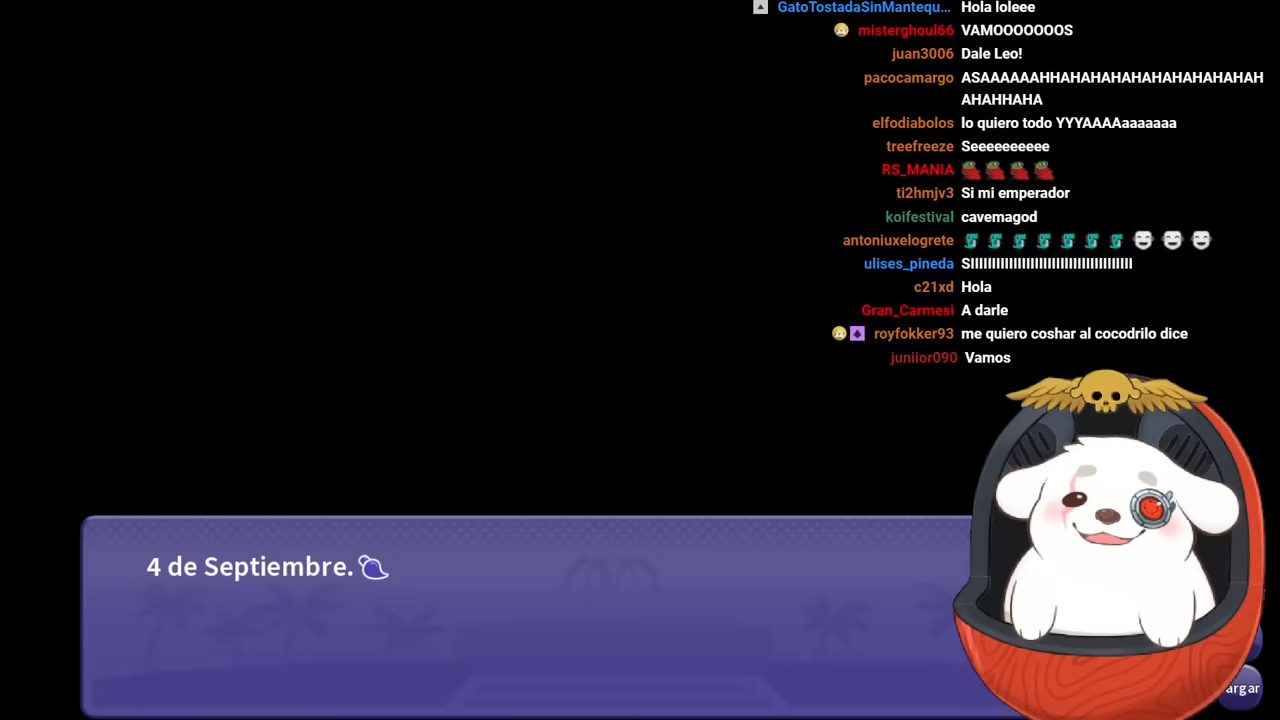 GatoTostadaSinMantequ... Hola loleee
misterghoul66 VAMOOOOOOOS
juan3006 Dale Leo!
pacocamargo ASAAAAAAHHAHAHAHAHAHAHAHAHAHAH
AHAHHAHA
elfodiabolos lo quiero todo YYYAAAAaaaaaaa
treefreeze Seeeeeeeeee
RS_MANIA
ti2hmjv3 Si mi emperador
koifestival cavemagod
antoniuxelogrete
ulises_pineda SIIIIIIIIIIIIIIIIIIIIIIIIIIIIIIIIIIIII
c21xd Hola
Gran_Carmesi A darle
royfokker93 me quiero coshar al cocodrilo dice
juniior090 Vamos
4 de Septiembre.
argar